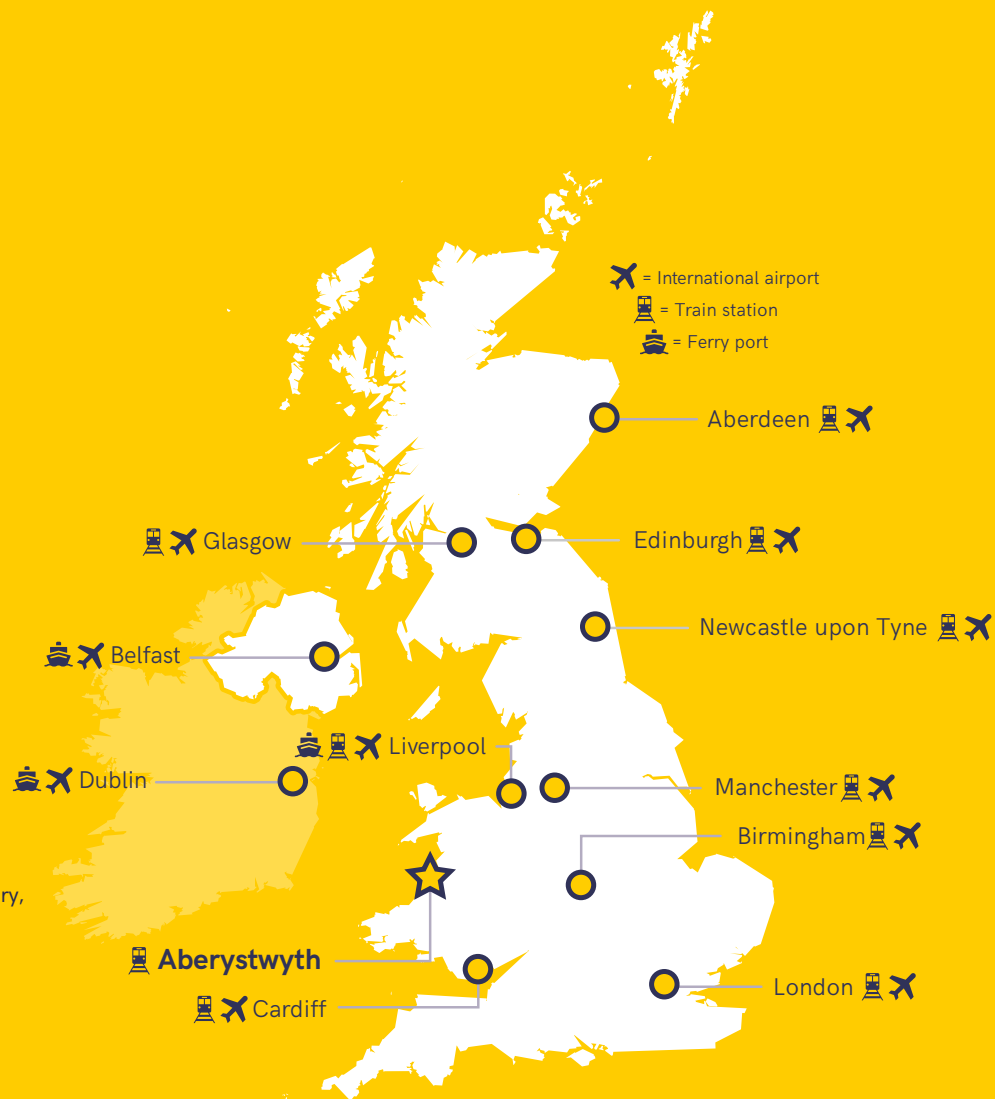 = International airport
= Train station
= Ferry port
Aberdeen
Glasgow
Edinburgh
Newcastle upon Tyne
Belfast
Liverpool
Dublin
Manchester
Birmingham
ry,
Aberystwyth
London
Cardiff